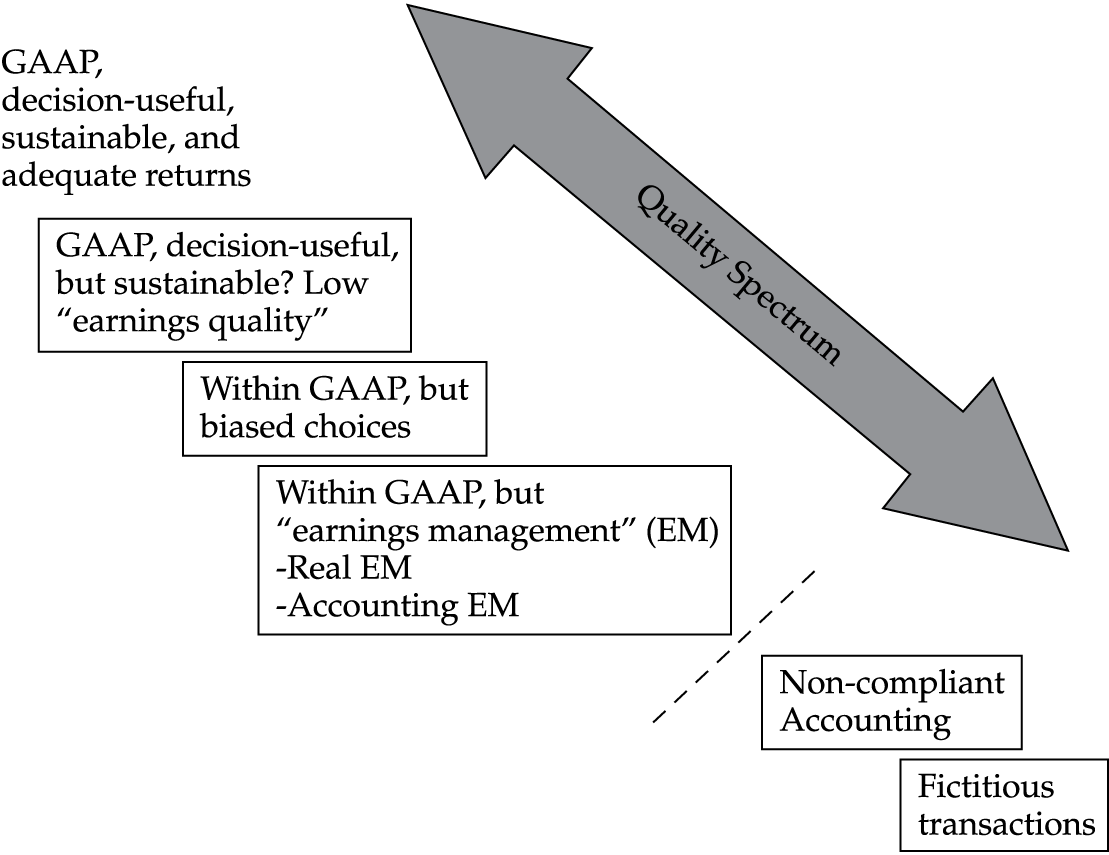 GAAP,
decision-useful,
sustainable, and
adequate returns
Quality Spectrum
GAAP, decision-useful,
but sustainable? Low
“earnings quality”
Within GAAP, but
biased choices
Within GAAP, but
“earnings management” (EM)
-Real EM
-Accounting EM
Non-compliant
Accounting
Fictitious
transactions